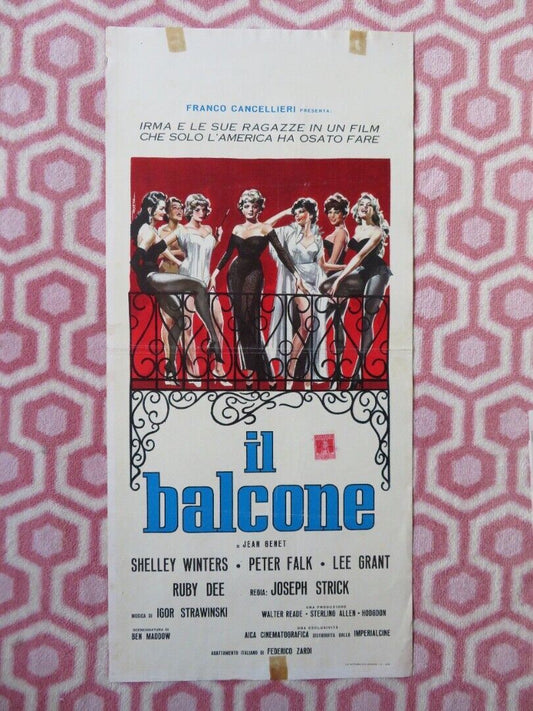 FRANCO CANCELLIERI PRESENTA:
IRMA E LE SUE RAGAZZE IN UN FILM
CHE SOLO L'AMERICA HA OSATO FARE
il
balcone
DI JEAN GENET
SHELLEY WINTERS • PETER FALK • LEE GRANT
RUBY DEE REGIA: JOSEPH STRICK
MUSICA DI IGOR STRAWINSKI
UNA PRODUZIONE
WALTER READE • STERLING ALLEN • HODGDON
SCENEGGIATURA DI
BEN MADDOW
UNA ESCLUSIVITÀ
AICA CINEMATOGRAFICA DISTRIBUITA DALLA IMPERIALCINE
ADATTAMENTO ITALIANO DI FEDERICO ZARDI